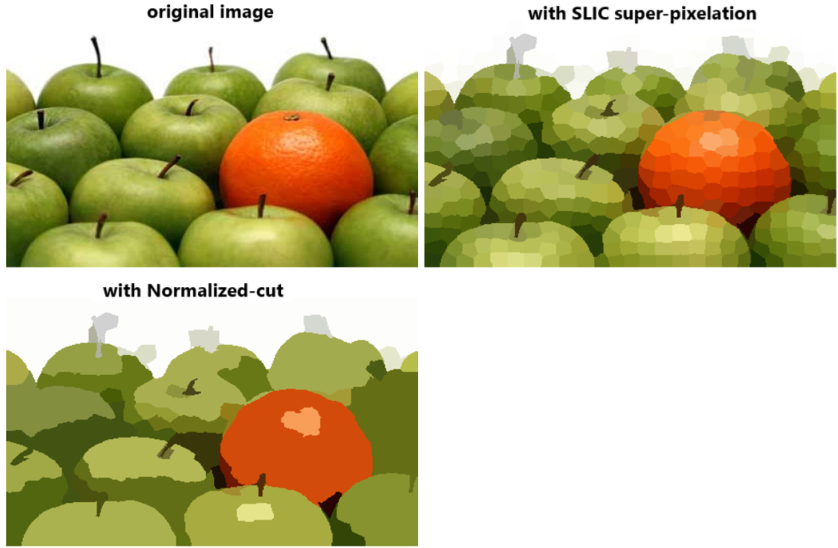 original image
with SLIC super-pixelation
with Normalized-cut